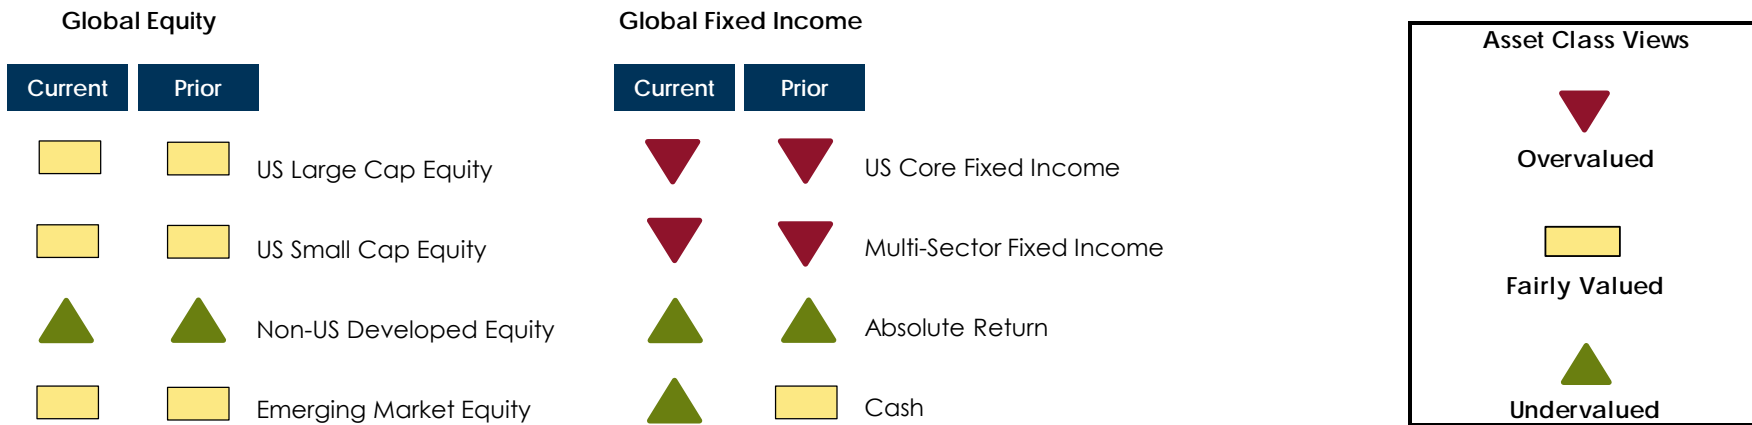 Global Equity
Current Prior
US Large Cap Equity
US Small Cap Equity
Non-US Developed Equity
Emerging Market Equity
Global Fixed Income
Current Prior
US Core Fixed Income
Multi-Sector Fixed Income
Absolute Return
Cash
Asset Class Views
Overvalued
Fairly Valued
Undervalued